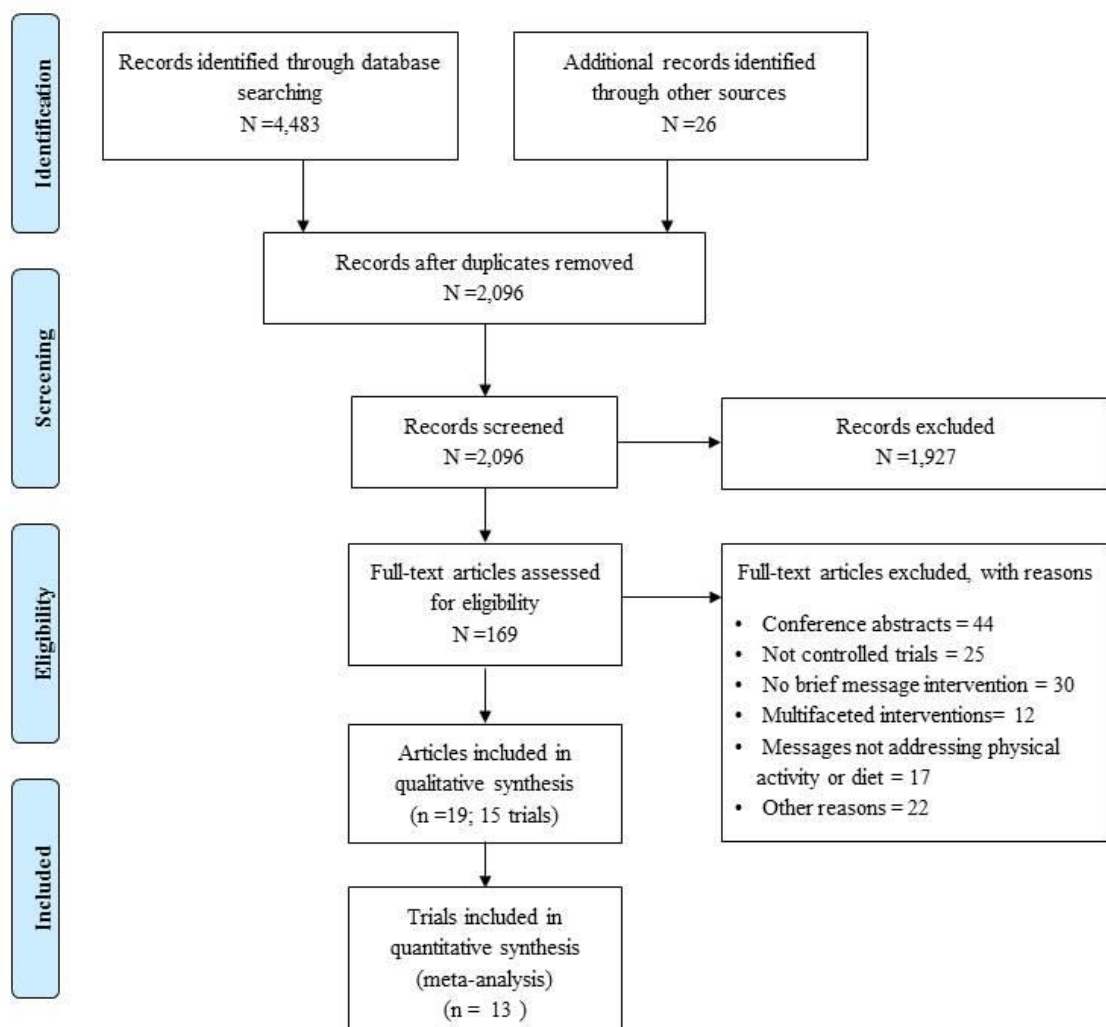 Identification
Records identified through database
searching
N =4,483
Additional records identified
through other sources
N =26
Records after duplicates removed
N =2,096
Screening
Records screened
N =2,096
Records excluded
N =1,927
Eligibility
Full-text articles assessed
for eligibility
N =169
Full-text articles excluded, with reasons
• Conference abstracts = 44
• Not controlled trials = 25
• No brief message intervention = 30
• Multifaceted interventions= 12
• Messages not addressing physical
activity or diet = 17
• Other reasons = 22
Articles included in
qualitative synthesis
(n =19; 15 trials)
Included
Trials included in
quantitative synthesis
(meta-analysis)
(n = 13 )